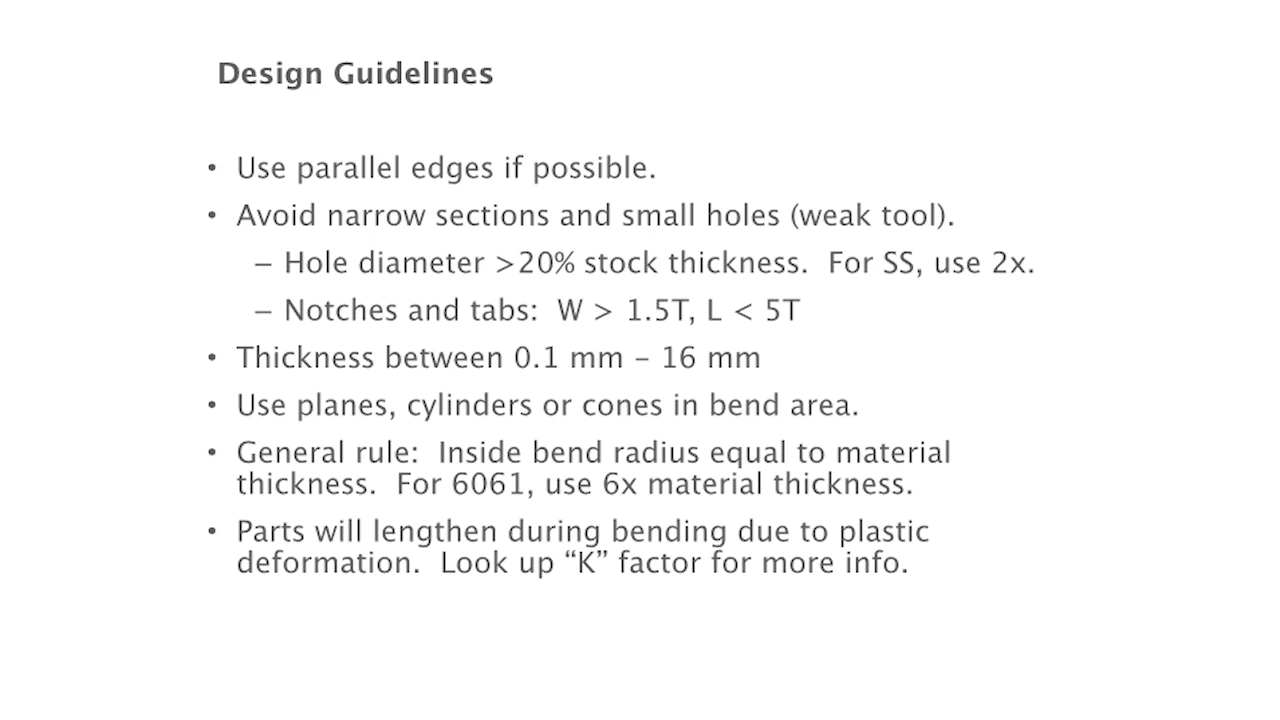 Design Guidelines
• Use parallel edges if possible.
• Avoid narrow sections and small holes (weak tool).
– Hole diameter >20% stock thickness.  For SS, use 2x.
– Notches and tabs:  W > 1.5T, L < 5T
• Thickness between 0.1 mm – 16 mm
• Use planes, cylinders or cones in bend area.
• General rule:  Inside bend radius equal to material
thickness.  For 6061, use 6x material thickness.
• Parts will lengthen during bending due to plastic
deformation.  Look up “K” factor for more info.